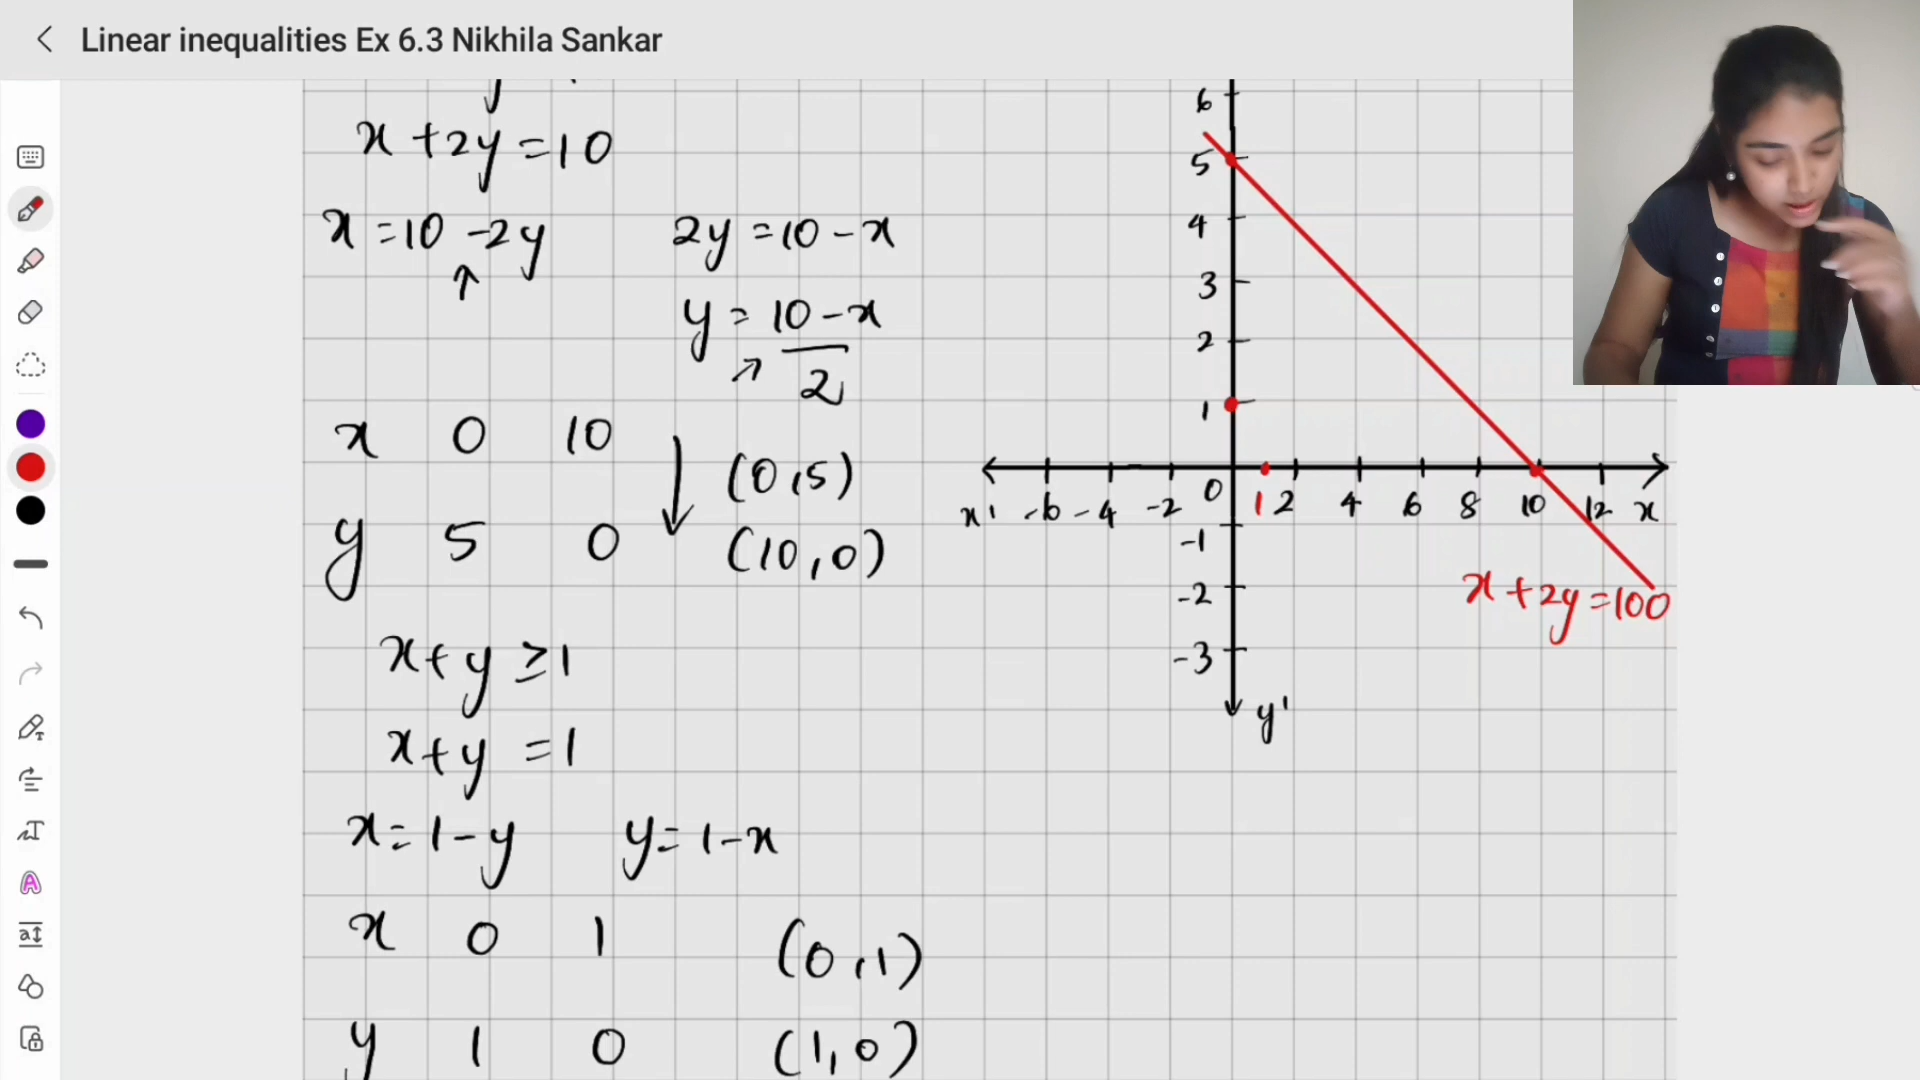 Linear inequalities Ex 6.3 Nikhila Sankar
x + 2y = 10
x = 10 - 2y
2y = 10 - x
y = 10 - x
2
x 0 10
y 5 0
(0,5)
(10,0)
x + y ≥ 1
x + y = 1
x = 1 - y
y = 1 - x
x 0 1
y 1 0
(0,1)
(1,0)
6
5
4
3
2
1
x' -6 -4 -2 0 1 2 4 6 8 10 12 x
-1
-2
-3
y'
x + 2y = 100